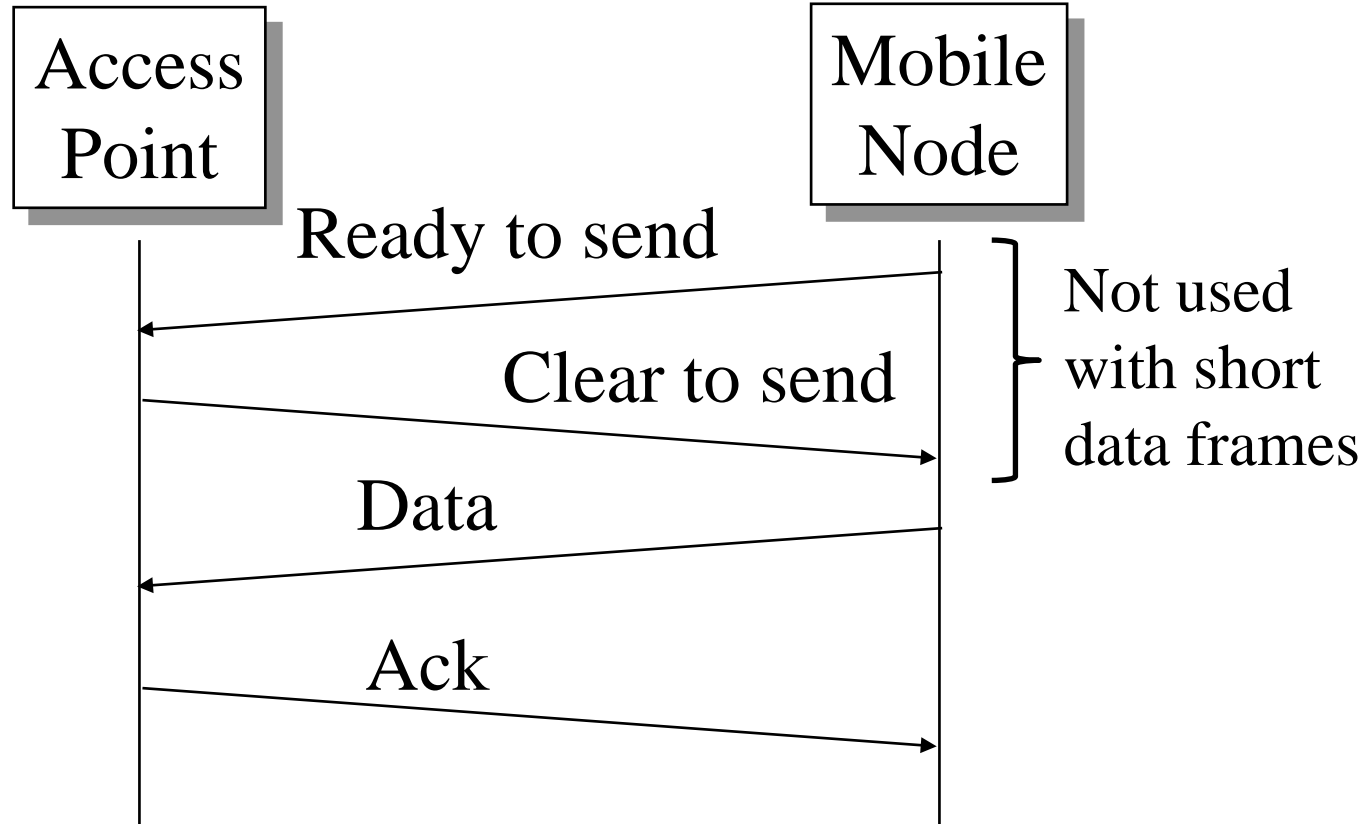 Access
Point
Mobile
Node
Ready to send
Not used
with short
data frames
Clear to send
Data
Ack